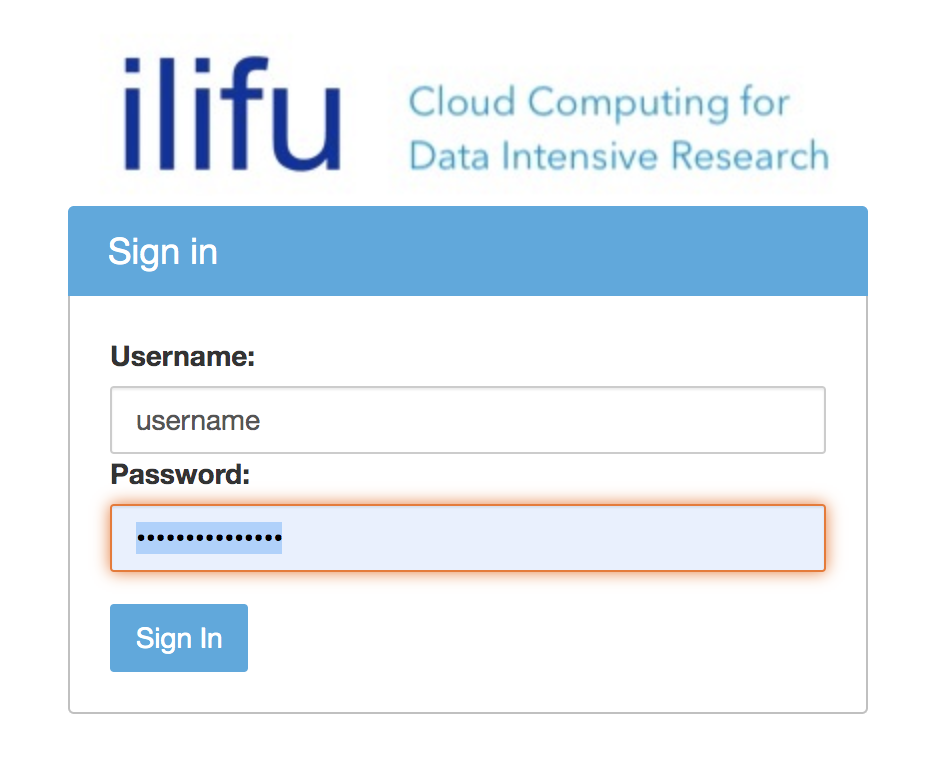 ilifu
Cloud Computing for
Data Intensive Research
Sign in
Username:
username
Password:
•••••••••••••••
Sign In